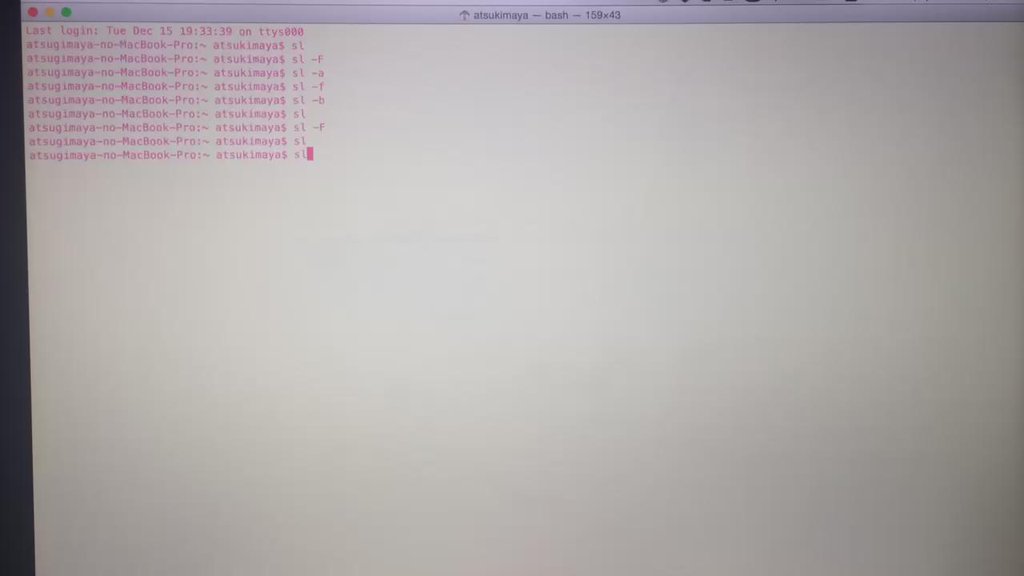 atsukimaya — bash — 159×43
Last login: Tue Dec 15 19:33:39 on ttys000
atsugimaya-no-MacBook-Pro:~ atsukimaya$ sl
atsugimaya-no-MacBook-Pro:~ atsukimaya$ sl -F
atsugimaya-no-MacBook-Pro:~ atsukimaya$ sl -a
atsugimaya-no-MacBook-Pro:~ atsukimaya$ sl -f
atsugimaya-no-MacBook-Pro:~ atsukimaya$ sl -b
atsugimaya-no-MacBook-Pro:~ atsukimaya$ sl
atsugimaya-no-MacBook-Pro:~ atsukimaya$ sl -F
atsugimaya-no-MacBook-Pro:~ atsukimaya$ sl
atsugimaya-no-MacBook-Pro:~ atsukimaya$ sl